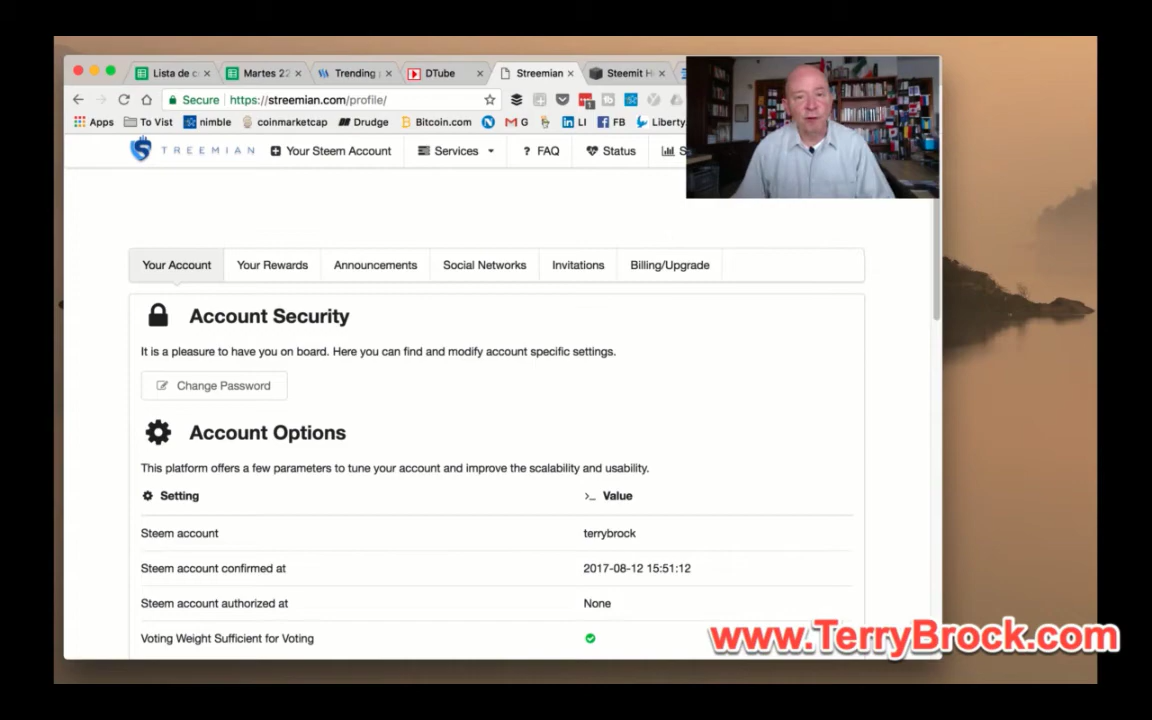 Lista de c
Martes 22
Trending
DTube
Streemian
Steemit H
Secure https://streemian.com/profile/
Apps To Vist nimble coinmarketcap Drudge Bitcoin.com G LI FB Liberty
STREEMIAN Your Steem Account Services ? FAQ Status S
Your Account Your Rewards Announcements Social Networks Invitations Billing/Upgrade
Account Security
It is a pleasure to have you on board. Here you can find and modify account specific settings.
Change Password
Account Options
This platform offers a few parameters to tune your account and improve the scalability and usability.
Setting >_ Value
Steem account terrybrock
Steem account confirmed at 2017-08-12 15:51:12
Steem account authorized at None
Voting Weight Sufficient for Voting
www.TerryBrock.com